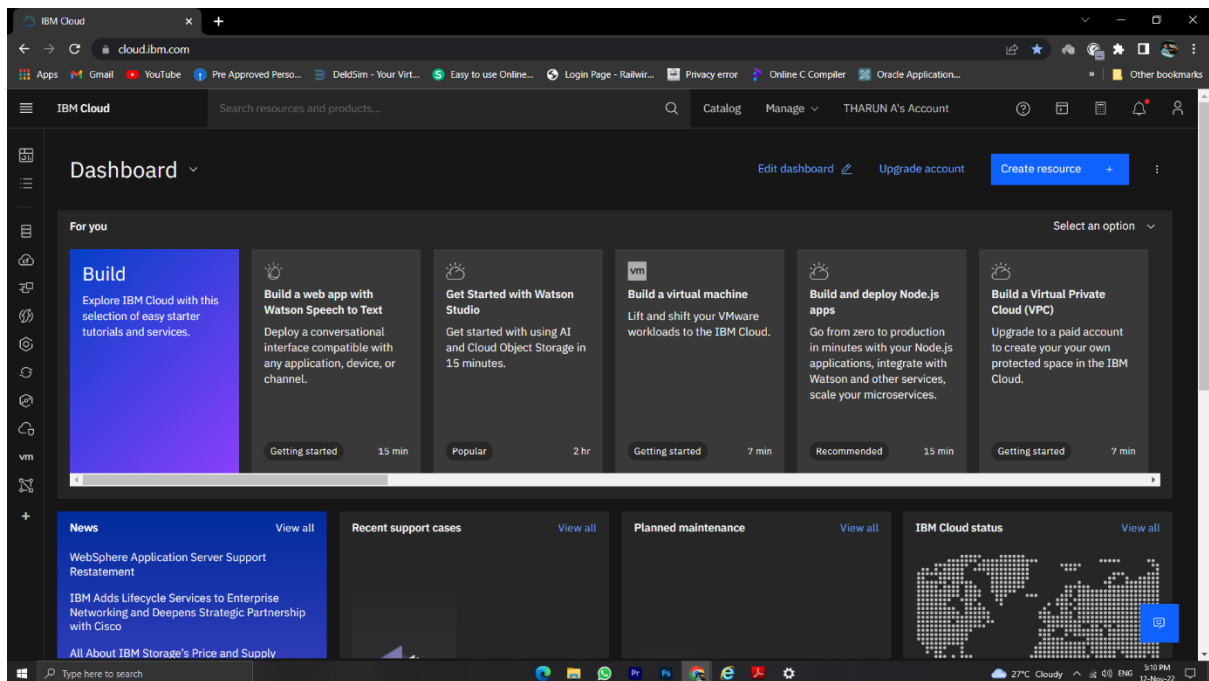 IBM Cloud
cloud.ibm.com
Apps
Gmail
YouTube
Pre Approved Perso...
DeldSim - Your Virt...
Easy to use Online...
Login Page - Railwir...
Privacy error
Online C Compiler
Oracle Application...
»
Other bookmarks
IBM Cloud
Search resources and products...
Catalog
Manage
THARUN A's Account
Dashboard
Edit dashboard
Upgrade account
Create resource +
For you
Select an option
Build
Explore IBM Cloud with this
selection of easy starter
tutorials and services.
Build a web app with
Watson Speech to Text
Deploy a conversational
interface compatible with
any application, device, or
channel.
Getting started
15 min
Get Started with Watson
Studio
Get started with using AI
and Cloud Object Storage in
15 minutes.
Popular
2 hr
vm
Build a virtual machine
Lift and shift your VMware
workloads to the IBM Cloud.
Getting started
7 min
Build and deploy Node.js
apps
Go from zero to production
in minutes with your Node.js
applications, integrate with
Watson and other services,
scale your microservices.
Recommended
15 min
Build a Virtual Private
Cloud (VPC)
Upgrade to a paid account
to create your your own
protected space in the IBM
Cloud.
Getting started
7 min
vm
News
View all
WebSphere Application Server Support
Restatement
IBM Adds Lifecycle Services to Enterprise
Networking and Deepens Strategic Partnership
with Cisco
All About IBM Storage's Price and Supply
Recent support cases
View all
Planned maintenance
View all
IBM Cloud status
View all
Type here to search
Pr
Ps
27°C Cloudy
ENG
5:10 PM
12-Nov-22